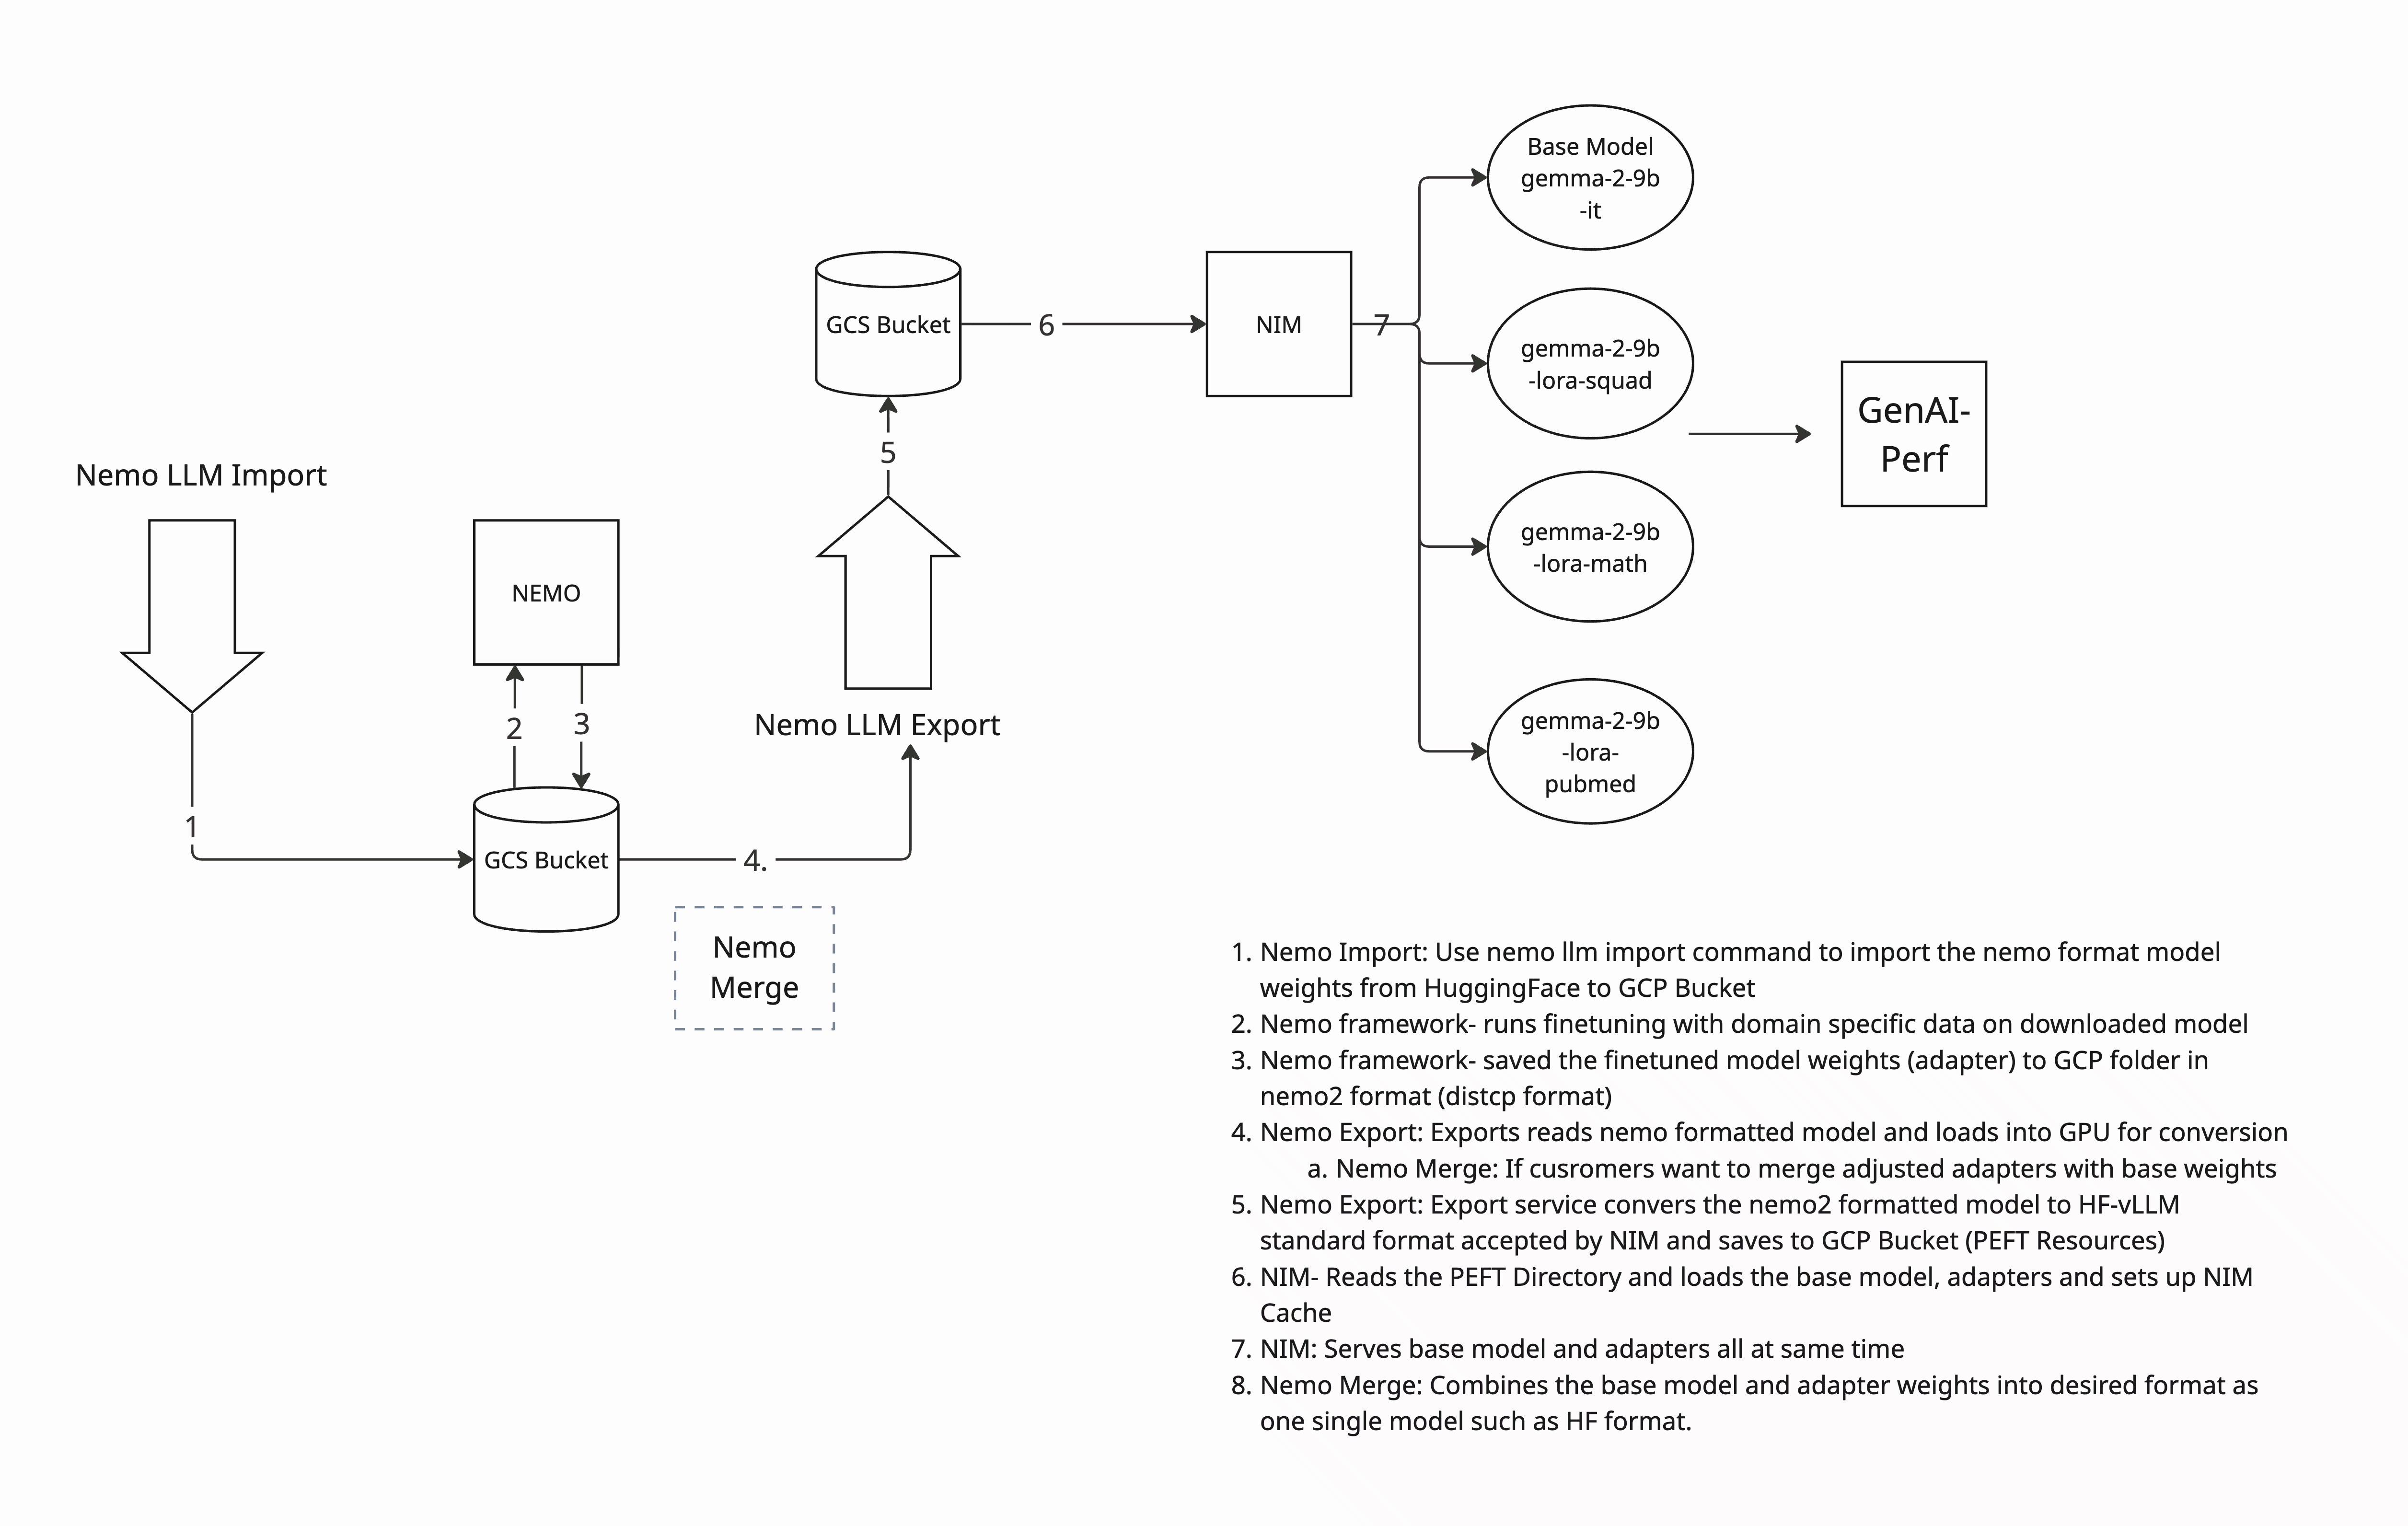 Base Model
gemma-2-9b
-it
GCS Bucket
6
NIM
7
gemma-2-9b
-lora-squad
GenAI-
Perf
5
Nemo LLM Import
NEMO
gemma-2-9b
-lora-math
2
3
Nemo LLM Export
gemma-2-9b
-lora-
pubmed
1
GCS Bucket
4.
Nemo
Merge
1. Nemo Import: Use nemo llm import command to import the nemo format model
weights from HuggingFace to GCP Bucket
2. Nemo framework- runs finetuning with domain specific data on downloaded model
3. Nemo framework- saved the finetuned model weights (adapter) to GCP folder in
nemo2 format (distcp format)
4. Nemo Export: Exports reads nemo formatted model and loads into GPU for conversion
a. Nemo Merge: If cusromers want to merge adjusted adapters with base weights
5. Nemo Export: Export service convers the nemo2 formatted model to HF-vLLM
standard format accepted by NIM and saves to GCP Bucket (PEFT Resources)
6. NIM- Reads the PEFT Directory and loads the base model, adapters and sets up NIM
Cache
7. NIM: Serves base model and adapters all at same time
8. Nemo Merge: Combines the base model and adapter weights into desired format as
one single model such as HF format.